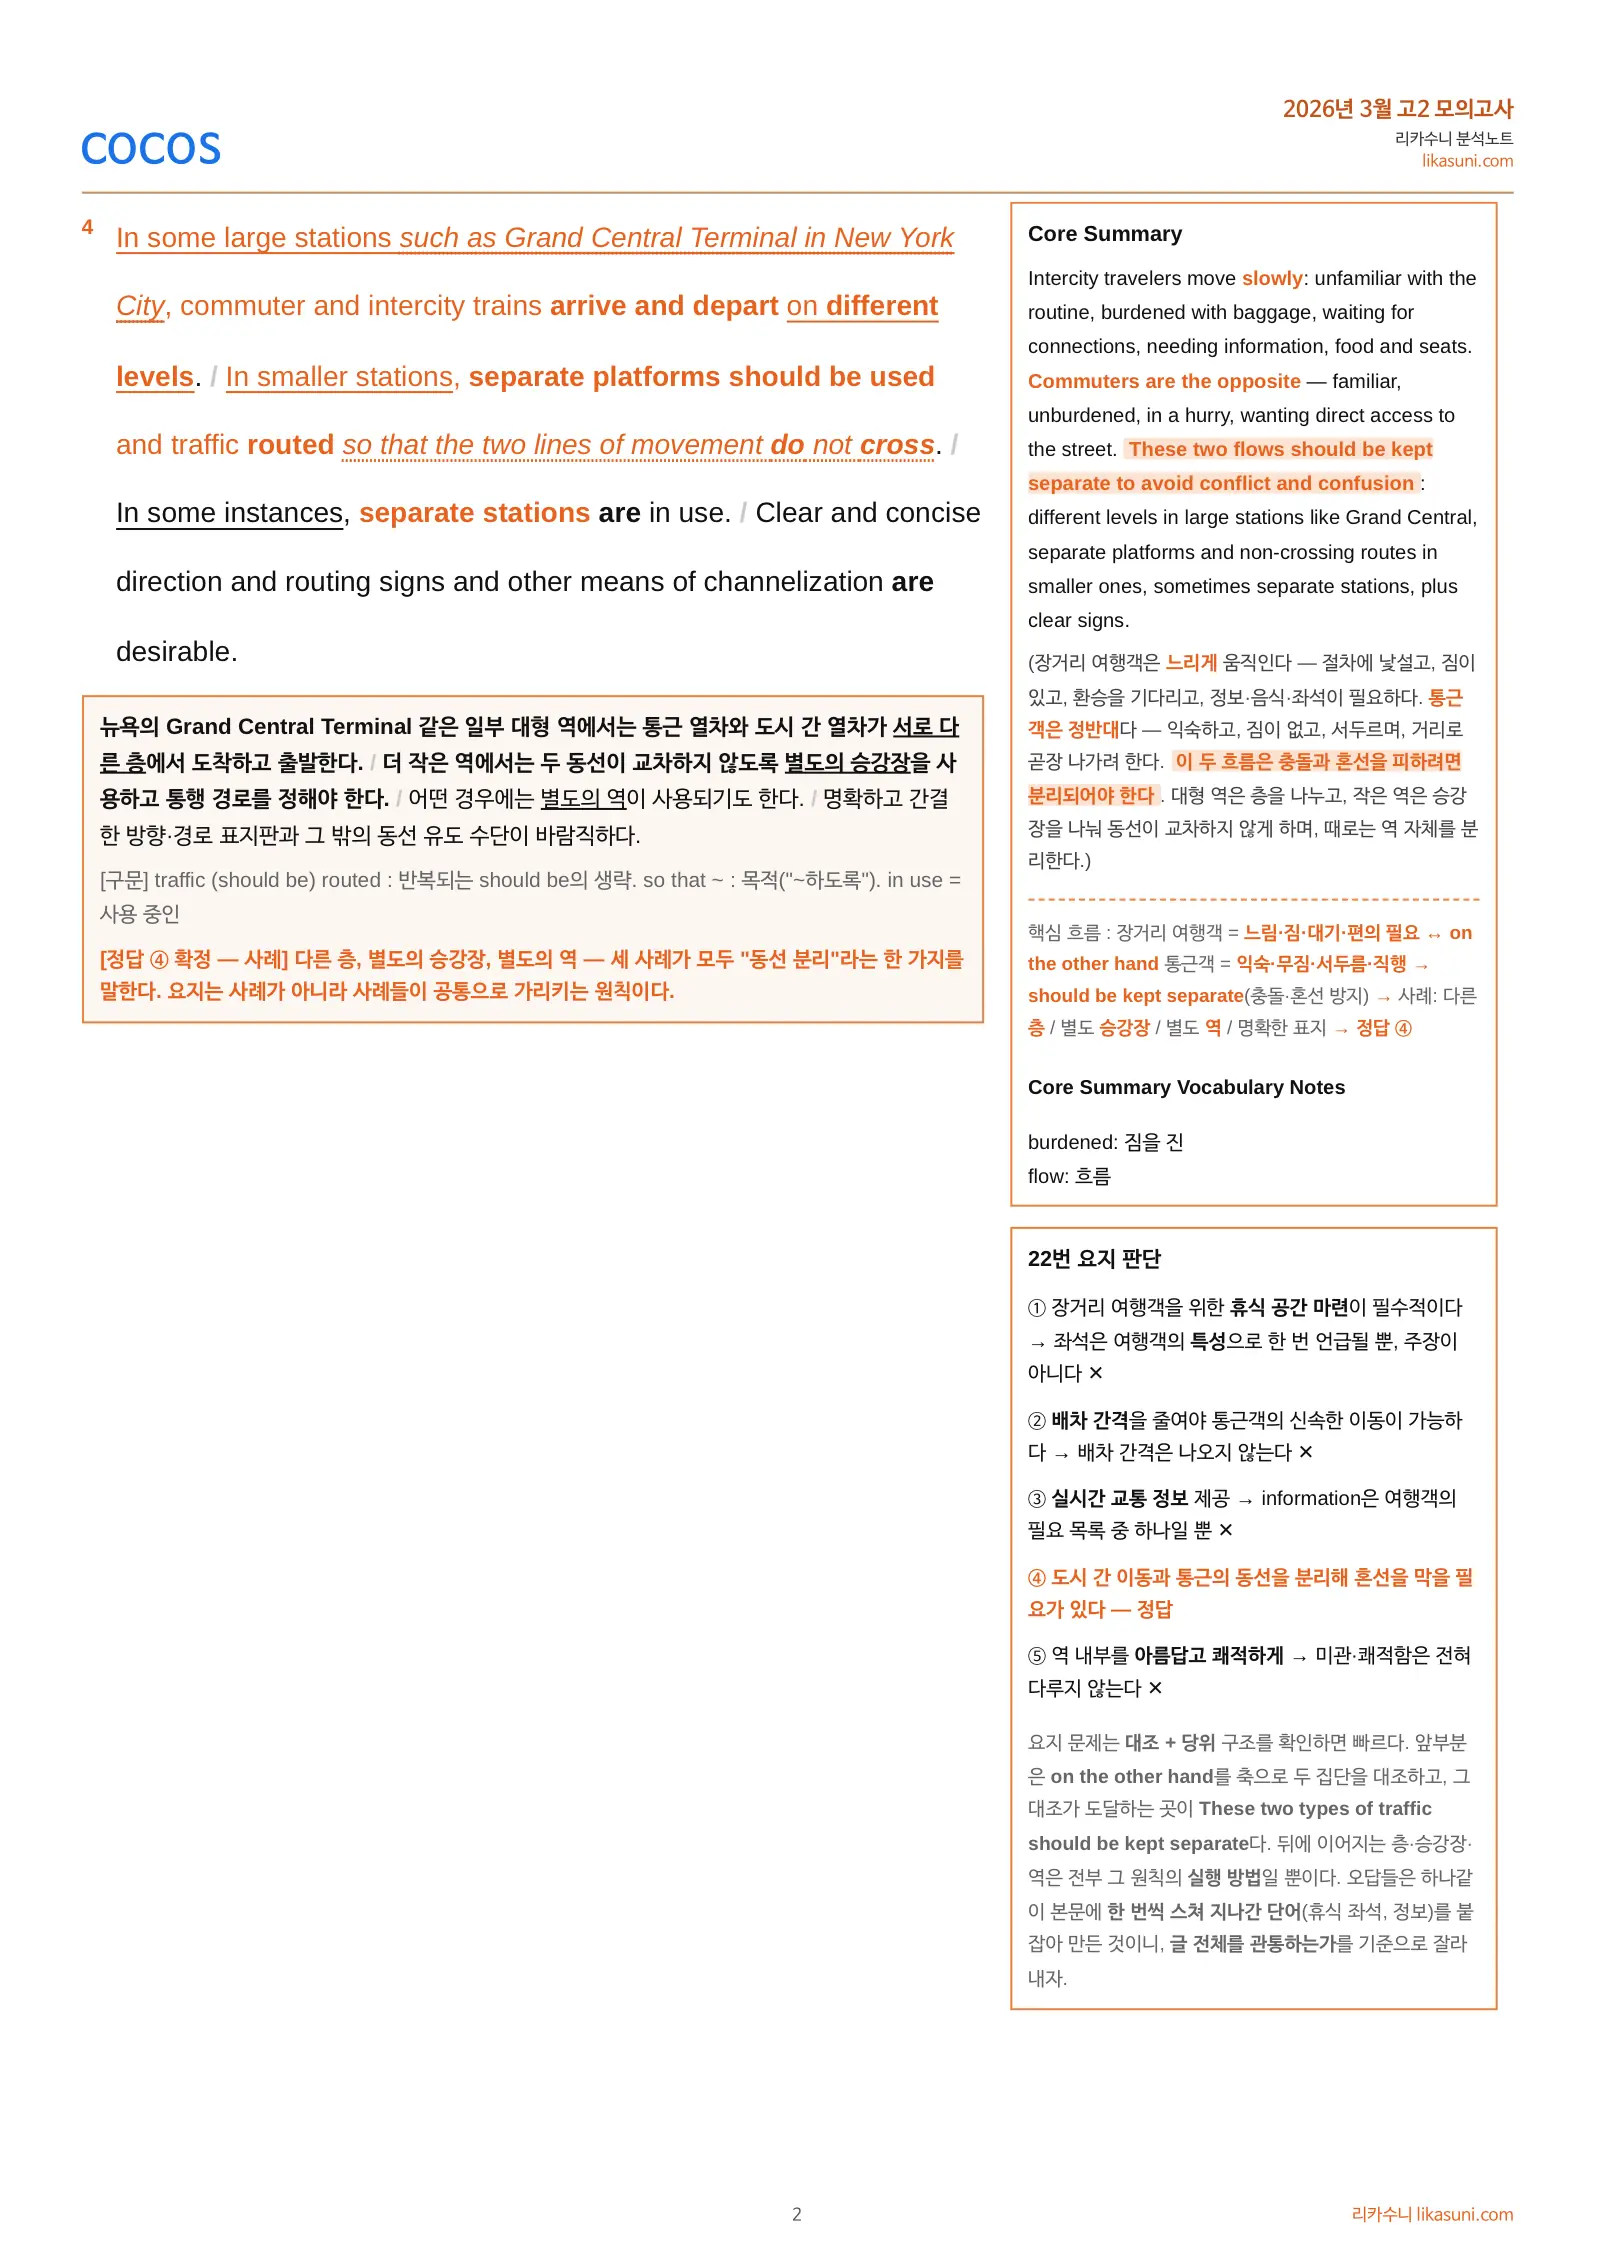 2026년 3월 고2 모의고사
cocos
리카수니 분석노트
likasuni.com
4
In some large stations such as Grand Central Terminal in New York
City, commuter and intercity trains arrive and depart on different
levels. / In smaller stations, separate platforms should be used
and traffic routed so that the two lines of movement do not cross. /
In some instances, separate stations are in use. / Clear and concise
direction and routing signs and other means of channelization are
desirable.
뉴욕의 Grand Central Terminal 같은 일부 대형 역에서는 통근 열차와 도시 간 열차가 서로 다
른 층에서 도착하고 출발한다. / 더 작은 역에서는 두 동선이 교차하지 않도록 별도의 승강장을 사
용하고 통행 경로를 정해야 한다. / 어떤 경우에는 별도의 역이 사용되기도 한다. / 명확하고 간결
한 방향·경로 표지판과 그 밖의 동선 유도 수단이 바람직하다.
[구문] traffic (should be) routed : 반복되는 should be의 생략. so that ~ : 목적("~하도록"). in use =
사용 중인
[정답 ④ 확정 — 사례] 다른 층, 별도의 승강장, 별도의 역 — 세 사례가 모두 "동선 분리"라는 한 가지를
말한다. 요지는 사례가 아니라 사례들이 공통으로 가리키는 원칙이다.
Core Summary
Intercity travelers move slowly: unfamiliar with the
routine, burdened with baggage, waiting for
connections, needing information, food and seats.
Commuters are the opposite — familiar,
unburdened, in a hurry, wanting direct access to
the street. These two flows should be kept
separate to avoid conflict and confusion :
different levels in large stations like Grand Central,
separate platforms and non-crossing routes in
smaller ones, sometimes separate stations, plus
clear signs.
(장거리 여행객은 느리게 움직인다 — 절차에 낯설고, 짐이
있고, 환승을 기다리고, 정보·음식·좌석이 필요하다. 통근
객은 정반대다 — 익숙하고, 짐이 없고, 서두르며, 거리로
곧장 나가려 한다. 이 두 흐름은 충돌과 혼선을 피하려면
분리되어야 한다 . 대형 역은 층을 나누고, 작은 역은 승강
장을 나눠 동선이 교차하지 않게 하며, 때로는 역 자체를 분
리한다.)
핵심 흐름 : 장거리 여행객 = 느림·짐·대기·편의 필요 ↔ on
the other hand 통근객 = 익숙·무짐·서두름·직행 →
should be kept separate(충돌·혼선 방지) → 사례: 다른
층 / 별도 승강장 / 별도 역 / 명확한 표지 → 정답 ④
Core Summary Vocabulary Notes
burdened: 짐을 진
flow: 흐름
22번 요지 판단
① 장거리 여행객을 위한 휴식 공간 마련이 필수적이다
→ 좌석은 여행객의 특성으로 한 번 언급될 뿐, 주장이
아니다 ✕
② 배차 간격을 줄여야 통근객의 신속한 이동이 가능하
다 → 배차 간격은 나오지 않는다 ✕
③ 실시간 교통 정보 제공 → information은 여행객의
필요 목록 중 하나일 뿐 ✕
④ 도시 간 이동과 통근의 동선을 분리해 혼선을 막을 필
요가 있다 — 정답
⑤ 역 내부를 아름답고 쾌적하게 → 미관·쾌적함은 전혀
다루지 않는다 ✕
요지 문제는 대조 + 당위 구조를 확인하면 빠르다. 앞부분
은 on the other hand를 축으로 두 집단을 대조하고, 그
대조가 도달하는 곳이 These two types of traffic
should be kept separate다. 뒤에 이어지는 층·승강장·
역은 전부 그 원칙의 실행 방법일 뿐이다. 오답들은 하나같
이 본문에 한 번씩 스쳐 지나간 단어(휴식 좌석, 정보)를 붙
잡아 만든 것이니, 글 전체를 관통하는가를 기준으로 잘라
내자.
2
리카수니 likasuni.com